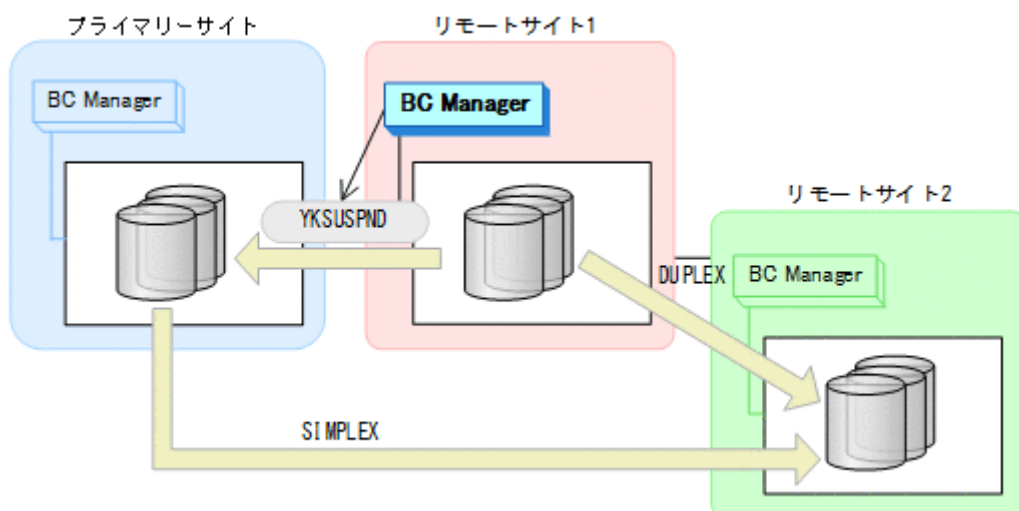 プライマリーサイト
リモートサイト1
BC Manager
BC Manager
YKSUSPND
リモートサイト2
DUPLEX
BC Manager
SIMPLEX